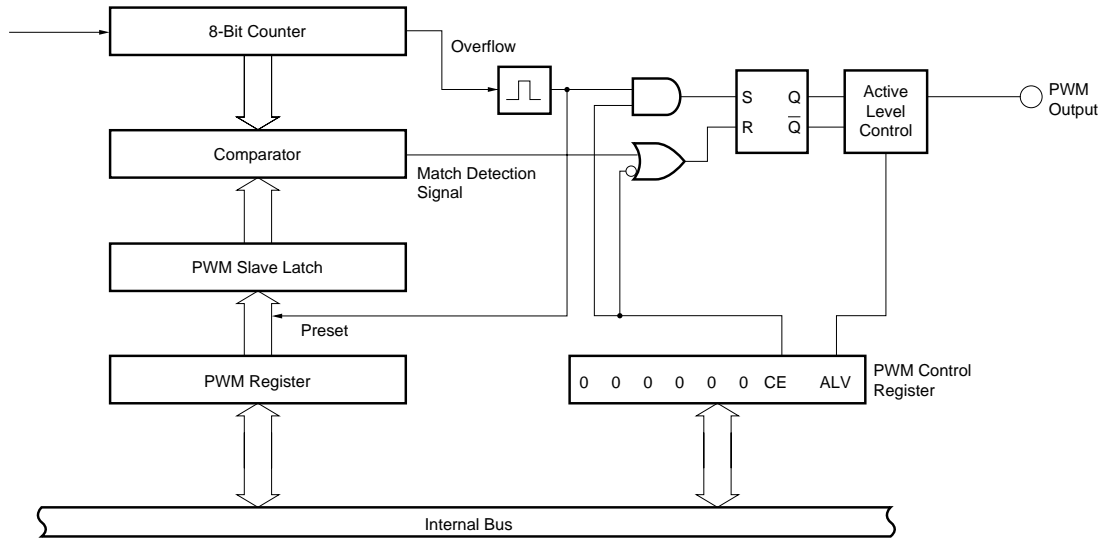 8-Bit Counter
Overflow
S
Q
R
Q̅
Active
Level
Control
PWM
Output
Comparator
Match Detection
Signal
PWM Slave Latch
Preset
PWM Register
0 0 0 0 0 0 CE ALV
PWM Control
Register
Internal Bus